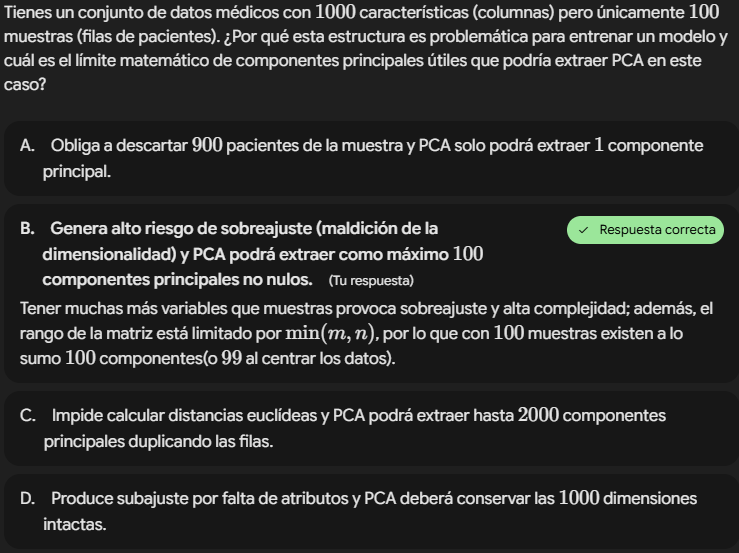 Tienes un conjunto de datos médicos con 1000 características (columnas) pero únicamente 100
muestras (filas de pacientes). ¿Por qué esta estructura es problemática para entrenar un modelo y
cuál es el límite matemático de componentes principales útiles que podría extraer PCA en este
caso?
A. Obliga a descartar 900 pacientes de la muestra y PCA solo podrá extraer 1 componente
principal.
B. Genera alto riesgo de sobreajuste (maldición de la
dimensionalidad) y PCA podrá extraer como máximo 100
componentes principales no nulos. (Tu respuesta)
✓ Respuesta correcta
Tener muchas más variables que muestras provoca sobreajuste y alta complejidad; además, el
rango de la matriz está limitado por min(m, n), por lo que con 100 muestras existen a lo
sumo 100 componentes(o 99 al centrar los datos).
C. Impide calcular distancias euclídeas y PCA podrá extraer hasta 2000 componentes
principales duplicando las filas.
D. Produce subajuste por falta de atributos y PCA deberá conservar las 1000 dimensiones
intactas.